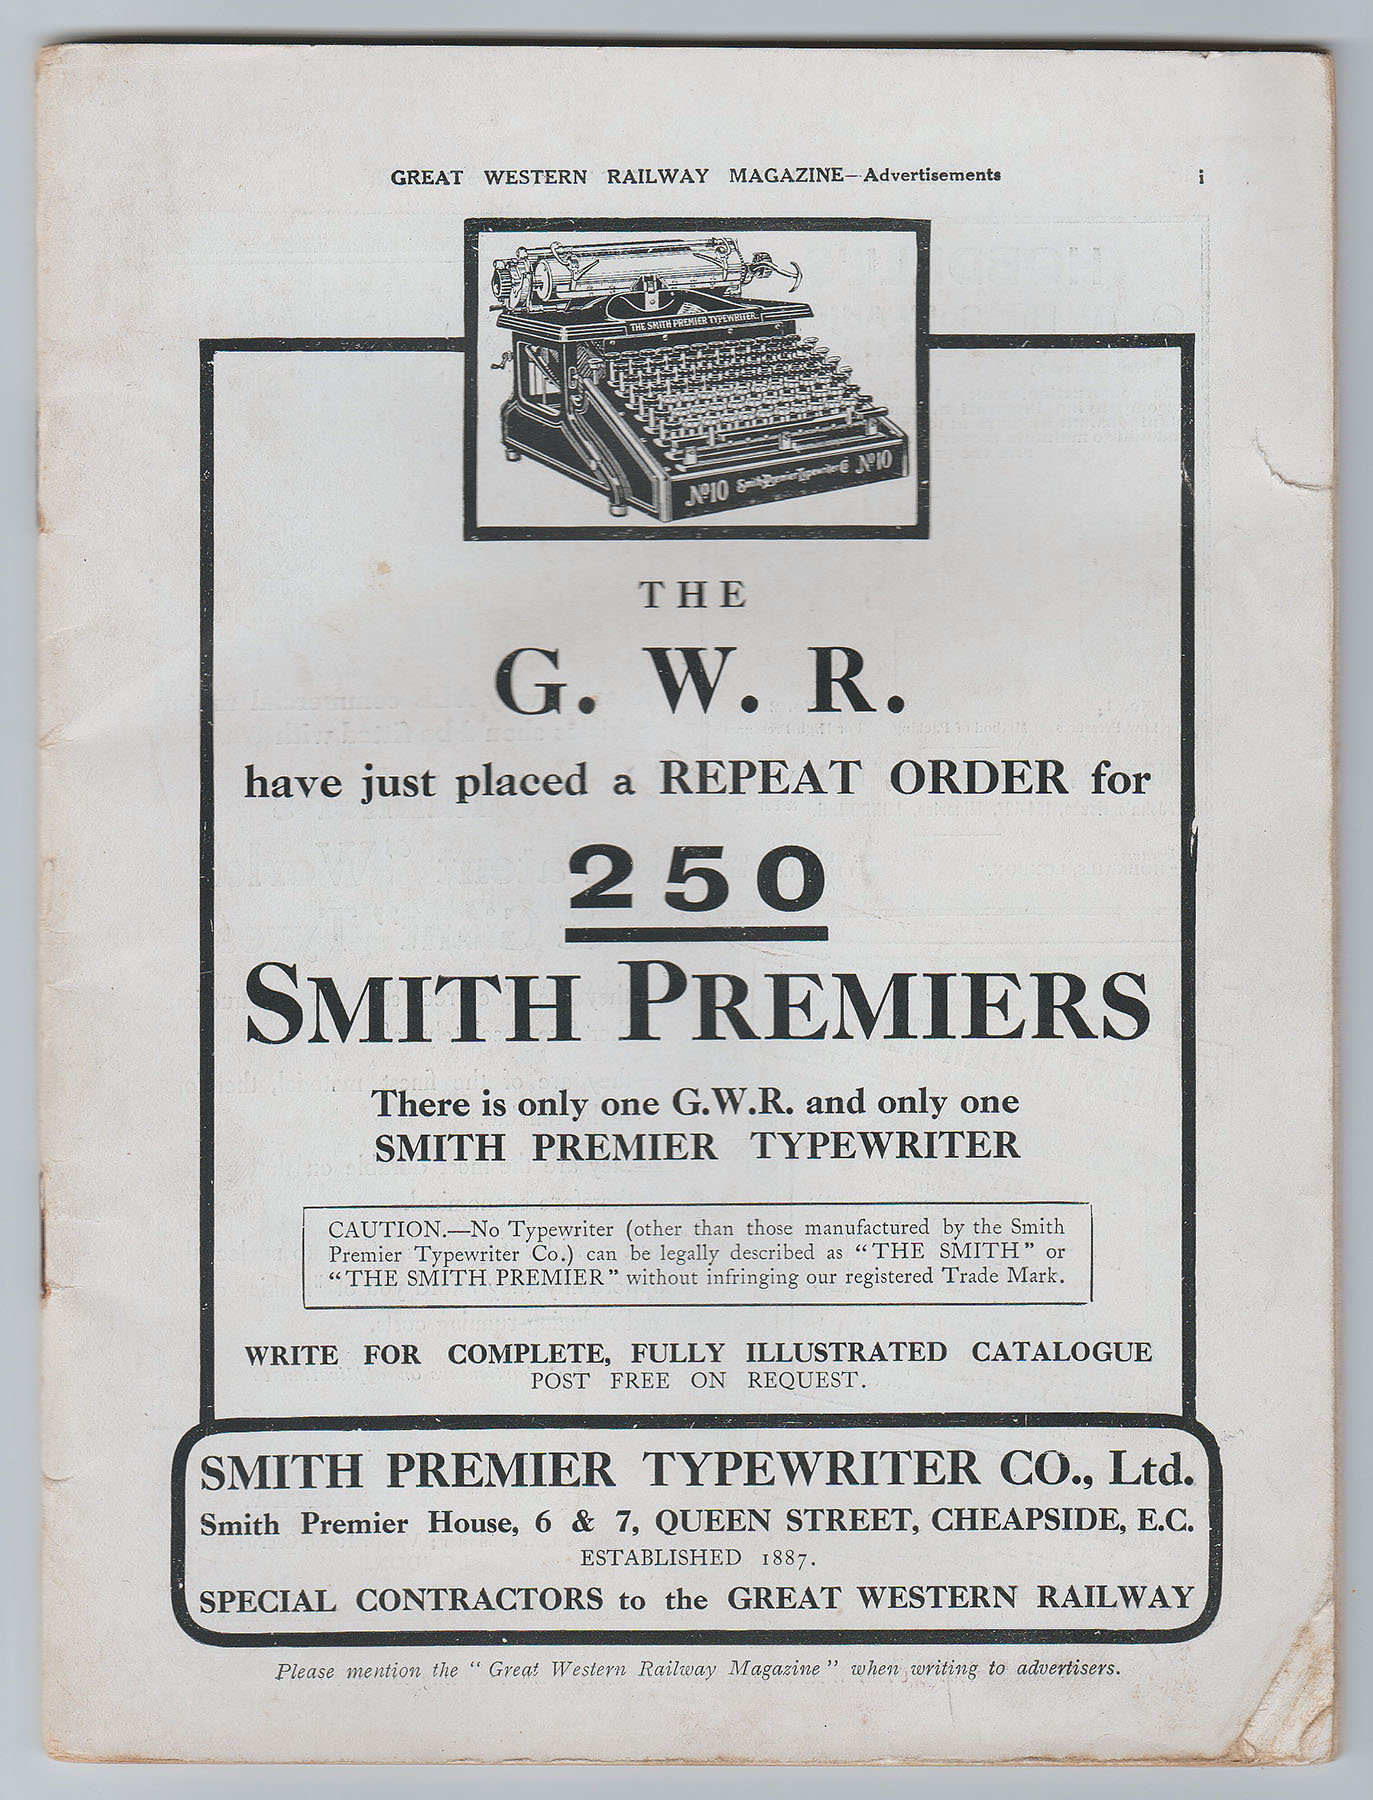 GREAT WESTERN RAILWAY MAGAZINE—Advertisements i
THE SMITH PREMIER TYPEWRITER.
No 10 Smith Premier Typewriter Co No 10
THE
G. W. R.
have just placed a REPEAT ORDER for
250
SMITH PREMIERS
There is only one G.W.R. and only one
SMITH PREMIER TYPEWRITER
CAUTION.—No Typewriter (other than those manufactured by the Smith
Premier Typewriter Co.) can be legally described as “THE SMITH” or
“THE SMITH PREMIER” without infringing our registered Trade Mark.
WRITE FOR COMPLETE, FULLY ILLUSTRATED CATALOGUE
POST FREE ON REQUEST.
SMITH PREMIER TYPEWRITER CO., Ltd.
Smith Premier House, 6 & 7, QUEEN STREET, CHEAPSIDE, E.C.
ESTABLISHED 1887.
SPECIAL CONTRACTORS to the GREAT WESTERN RAILWAY
Please mention the “Great Western Railway Magazine” when writing to advertisers.